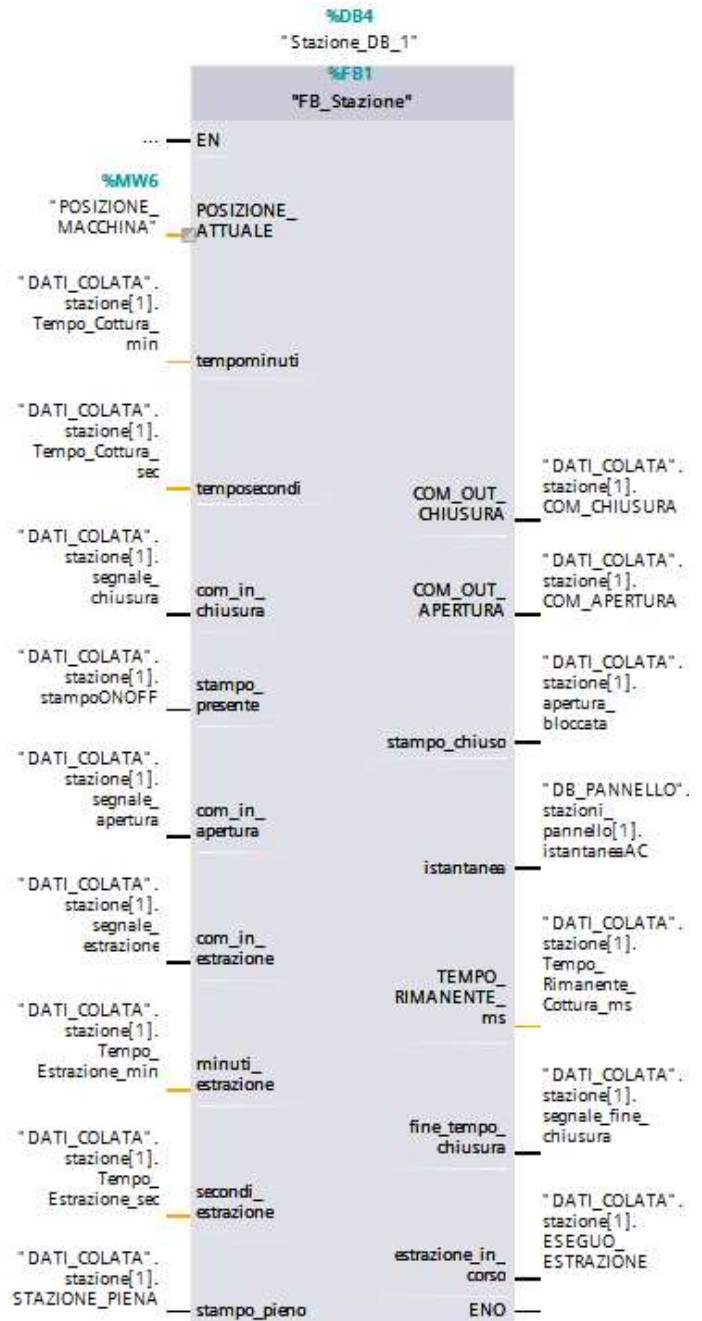 %DB4
"Stazione_DB_1"
%FB1
"FB_Stazione"
... EN
%MW6
"POSIZIONE_
MACCHINA"
POSIZIONE_
ATTUALE
"DATI_COLATA".
stazione[1].
Tempo_Cottura_
min
tempominuti
"DATI_COLATA".
stazione[1].
Tempo_Cottura_
sec
temposecondi
COM_OUT_
CHIUSURA
"DATI_COLATA".
stazione[1].
COM_CHIUSURA
"DATI_COLATA".
stazione[1].
segnale_
chiusura
com_in_
chiusura
COM_OUT_
APERTURA
"DATI_COLATA".
stazione[1].
COM_APERTURA
"DATI_COLATA".
stazione[1].
stampoONOFF
stampo_
presente
stampo_chiuso
"DATI_COLATA".
stazione[1].
apertura_
bloccata
"DATI_COLATA".
stazione[1].
segnale_
apertura
com_in_
apertura
istantanea
"DB_PANNELLO".
stazioni_
pannello[1].
istantaneaAC
"DATI_COLATA".
stazione[1].
segnale_
estrazione
com_in_
estrazione
TEMPO_
RIMANENTE_
ms
"DATI_COLATA".
stazione[1].
Tempo_
Rimanente_
Cottura_ms
"DATI_COLATA".
stazione[1].
Tempo_
Estrazione_min
minuti_
estrazione
fine_tempo_
chiusura
"DATI_COLATA".
stazione[1].
segnale_fine_
chiusura
"DATI_COLATA".
stazione[1].
Tempo_
Estrazione_sec
secondi_
estrazione
estrazione_in_
corso
"DATI_COLATA".
stazione[1].
ESEGUO_
ESTRAZIONE
"DATI_COLATA".
stazione[1].
STAZIONE_PIENA
stampo_pieno
ENO